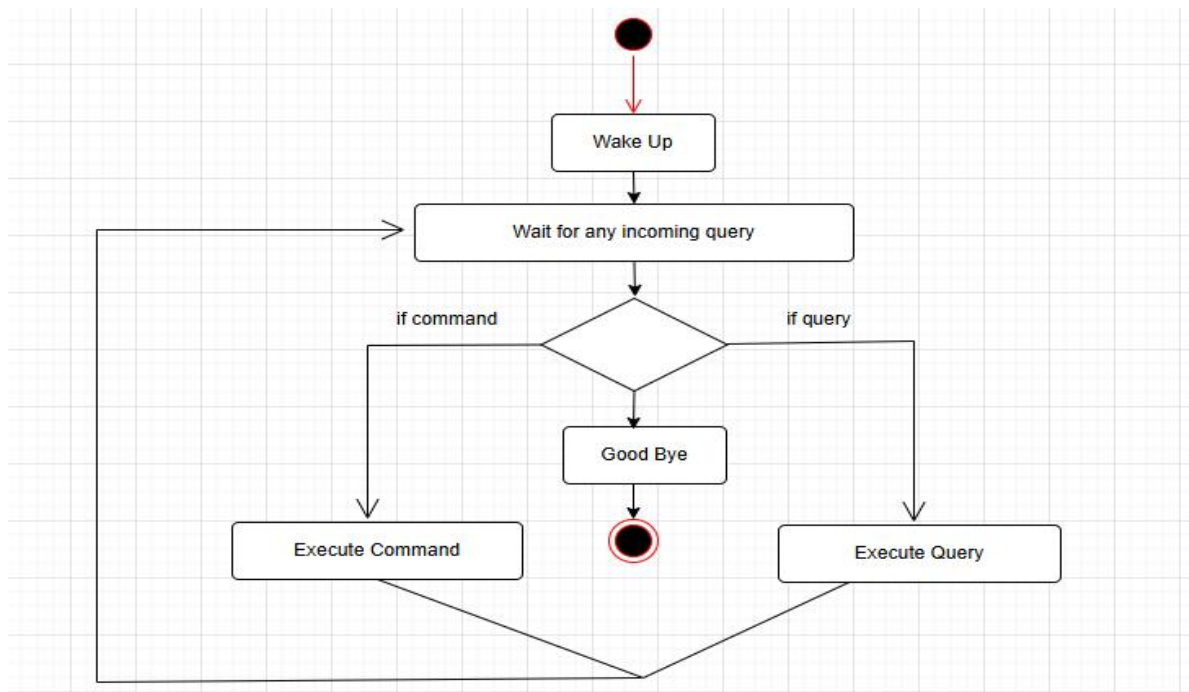 Wake Up
Wait for any incoming query
if command
if query
Good Bye
Execute Command
Execute Query